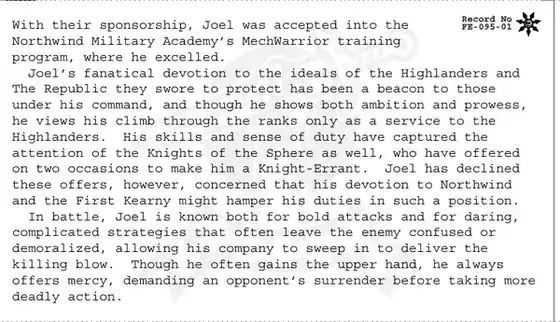 With their sponsorship, Joel was accepted into the
Northwind Military Academy's MechWarrior training
program, where he excelled.
Record No
FE-095-01
Joel's fanatical devotion to the ideals of the Highlanders and
The Republic they swore to protect has been a beacon to those
under his command, and though he shows both ambition and prowess,
he views his climb through the ranks only as a service to the
Highlanders.  His skills and sense of duty have captured the
attention of the Knights of the Sphere as well, who have offered
on two occasions to make him a Knight-Errant.  Joel has declined
these offers, however, concerned that his devotion to Northwind
and the First Kearny might hamper his duties in such a position.
In battle, Joel is known both for bold attacks and for daring,
complicated strategies that often leave the enemy confused or
demoralized, allowing his company to sweep in to deliver the
killing blow.  Though he often gains the upper hand, he always
offers mercy, demanding an opponent's surrender before taking more
deadly action.